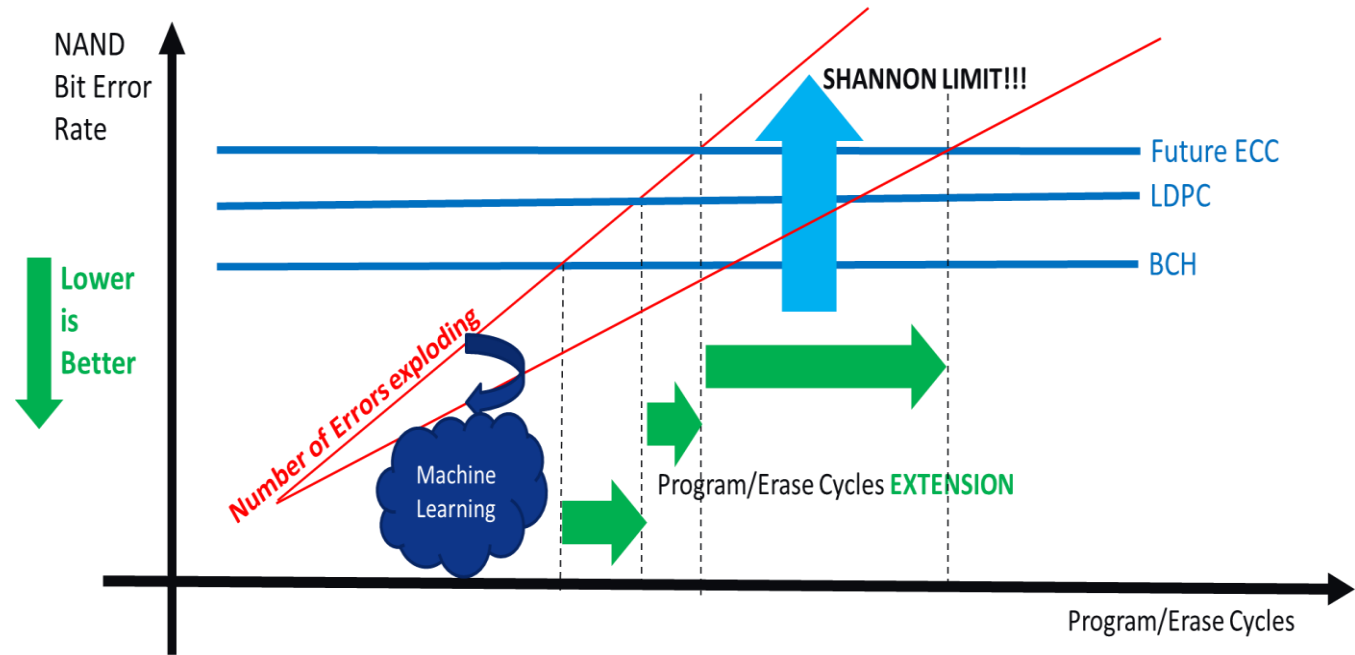 NAND
Bit Error
Rate
SHANNON LIMIT!!!
Future ECC
LDPC
BCH
Lower
is
Better
Number of Errors exploding
Machine
Learning
Program/Erase Cycles EXTENSION
Program/Erase Cycles